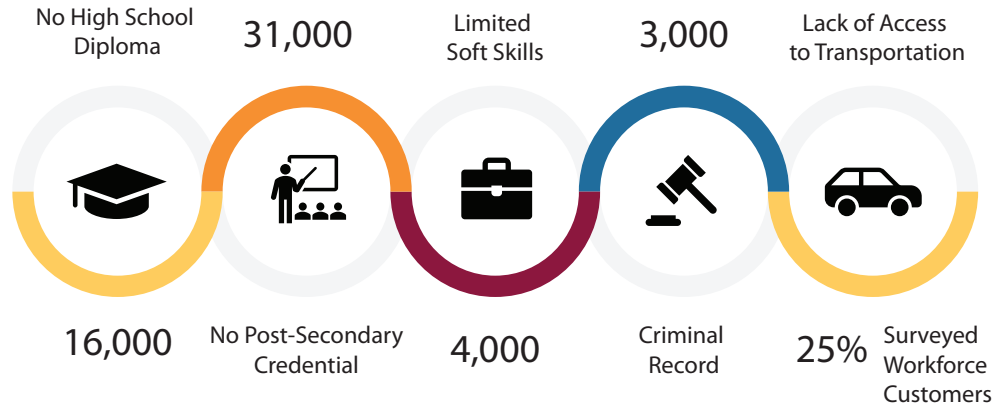 No High School
Diploma
16,000
31,000
No Post-Secondary
Credential
Limited
Soft Skills
4,000
3,000
Criminal
Record
Lack of Access
to Transportation
25%
Surveyed
Workforce
Customers